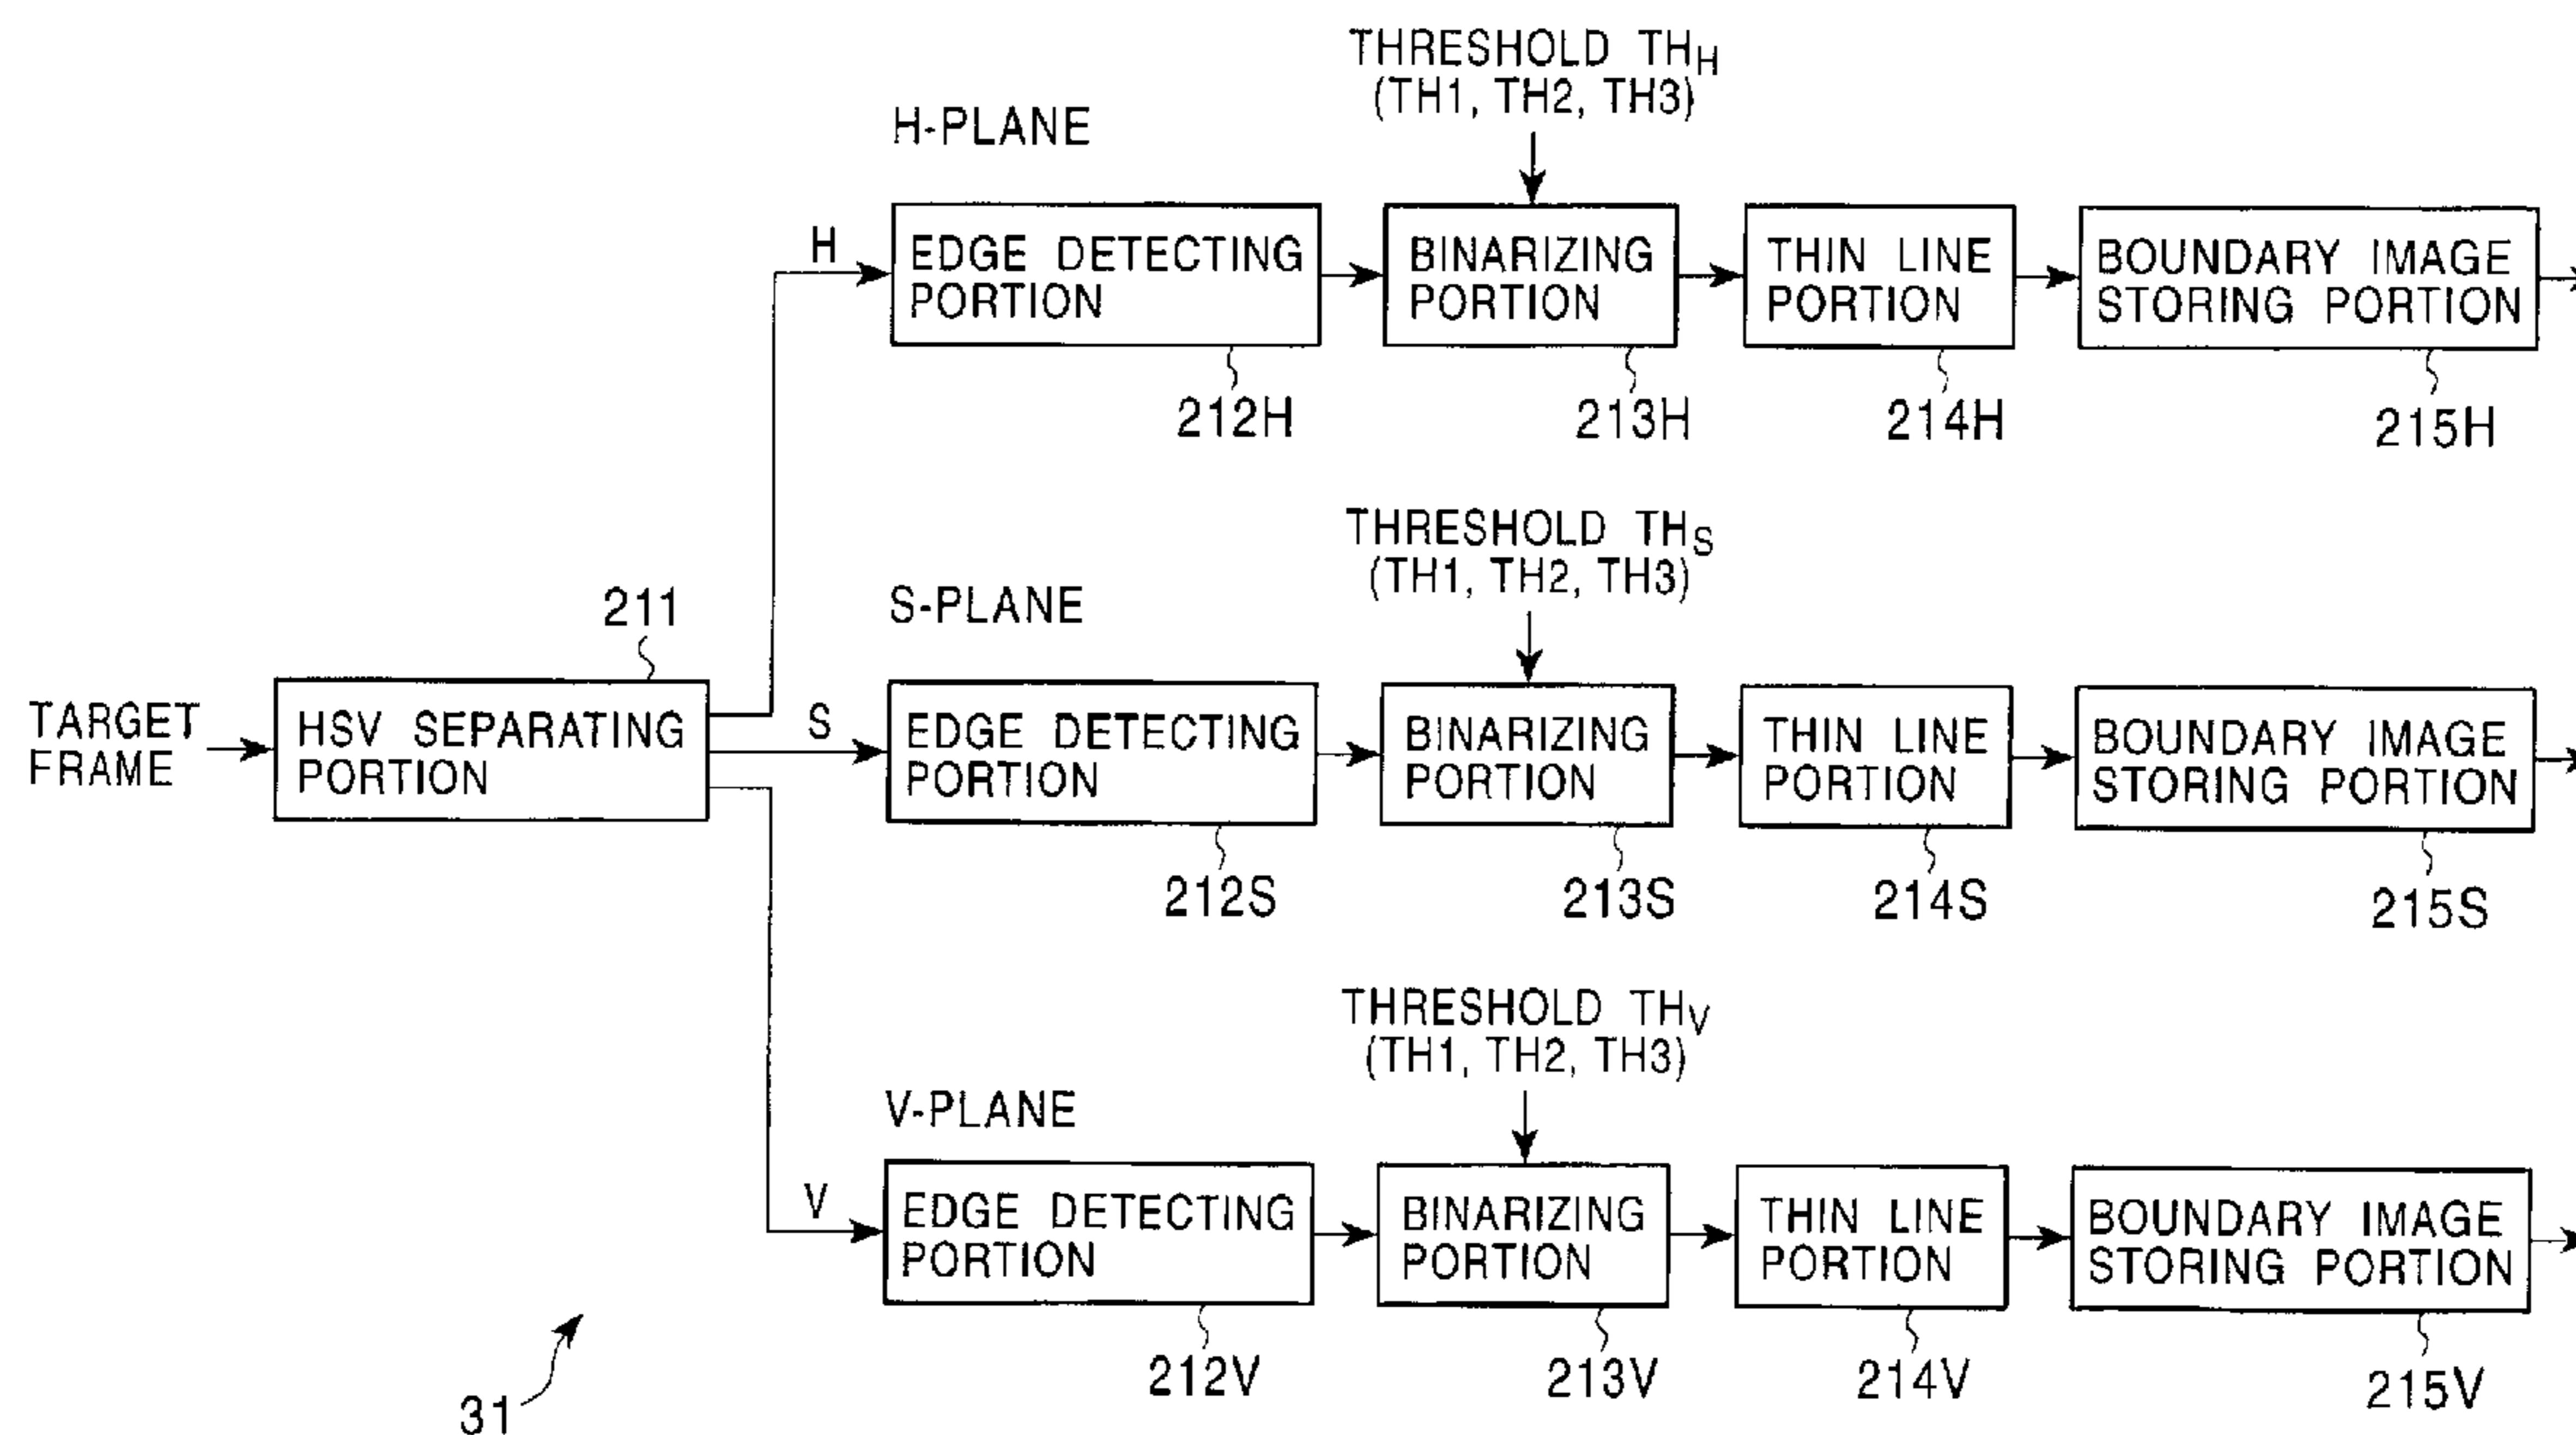 THRESHOLD TH_H
(TH1, TH2, TH3)
H-PLANE
H
EDGE DETECTING
PORTION
212H
BINARIZING
PORTION
213H
THIN LINE
PORTION
214H
BOUNDARY IMAGE
STORING PORTION
215H
TARGET
FRAME
211
HSV SEPARATING
PORTION
THRESHOLD TH_S
(TH1, TH2, TH3)
S-PLANE
S
EDGE DETECTING
PORTION
212S
BINARIZING
PORTION
213S
THIN LINE
PORTION
214S
BOUNDARY IMAGE
STORING PORTION
215S
THRESHOLD TH_V
(TH1, TH2, TH3)
V-PLANE
V
EDGE DETECTING
PORTION
212V
BINARIZING
PORTION
213V
THIN LINE
PORTION
214V
BOUNDARY IMAGE
STORING PORTION
215V
31